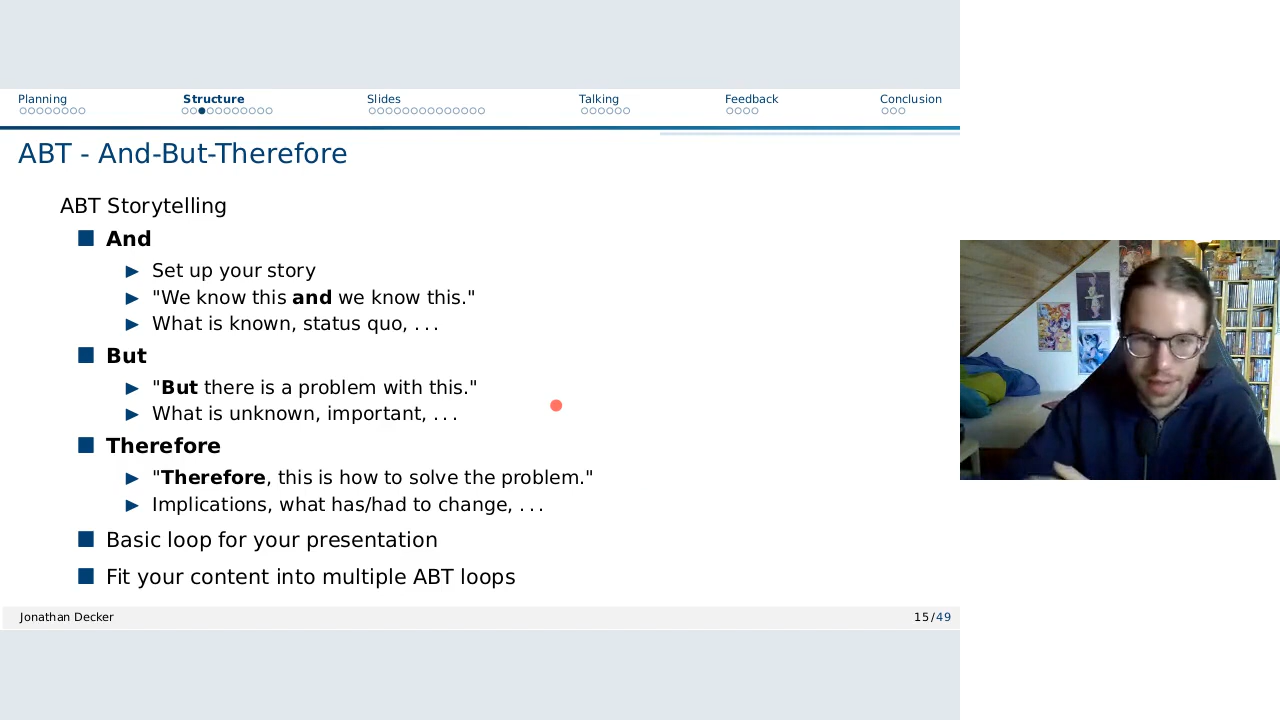 Planning Structure Slides Talking Feedback Conclusion
ABT - And-But-Therefore
ABT Storytelling
And
Set up your story
"We know this and we know this."
What is known, status quo, . . .
But
"But there is a problem with this."
What is unknown, important, . . .
Therefore
"Therefore, this is how to solve the problem."
Implications, what has/had to change, . . .
Basic loop for your presentation
Fit your content into multiple ABT loops
Jonathan Decker 15/49